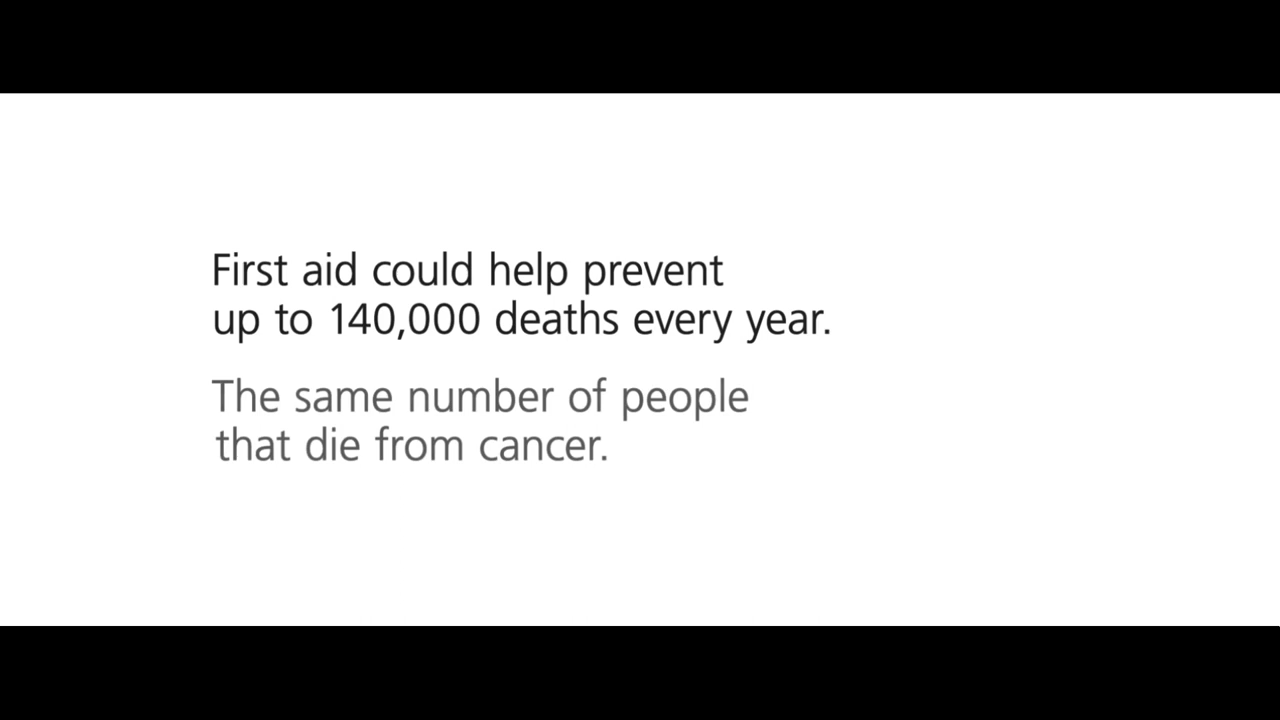 First aid could help prevent
up to 140,000 deaths every year.
The same number of people
that die from cancer.